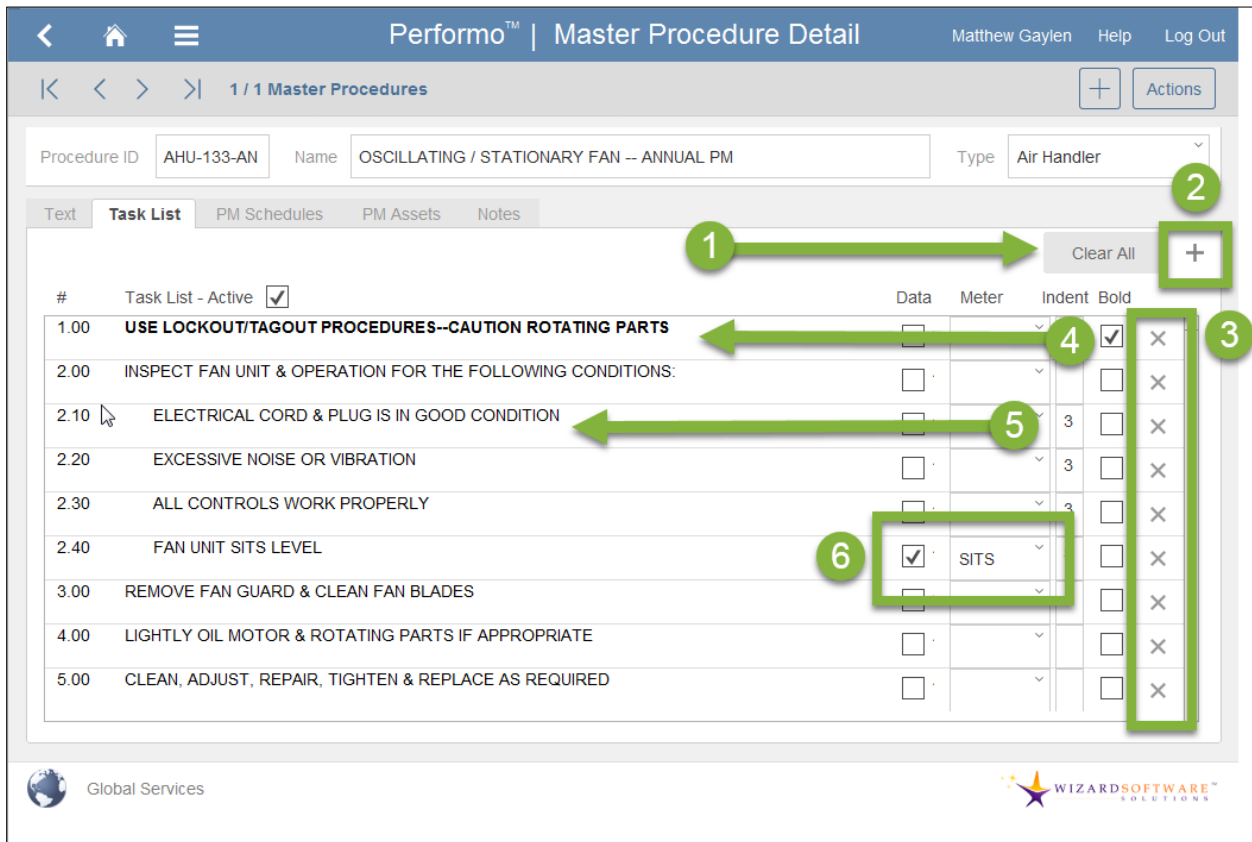 Performo™ | Master Procedure Detail Matthew Gaylen Help Log Out
1 / 1 Master Procedures Actions
Procedure ID AHU-133-AN Name OSCILLATING / STATIONARY FAN -- ANNUAL PM Type Air Handler
2
Text Task List PM Schedules PM Assets Notes
1 Clear All +
# Task List - Active Data Meter Indent Bold
1.00 USE LOCKOUT/TAGOUT PROCEDURES--CAUTION ROTATING PARTS 4 3
2.00 INSPECT FAN UNIT & OPERATION FOR THE FOLLOWING CONDITIONS:
2.10 ELECTRICAL CORD & PLUG IS IN GOOD CONDITION 5 3
2.20 EXCESSIVE NOISE OR VIBRATION 3
2.30 ALL CONTROLS WORK PROPERLY 3
2.40 FAN UNIT SITS LEVEL 6 SITS
3.00 REMOVE FAN GUARD & CLEAN FAN BLADES
4.00 LIGHTLY OIL MOTOR & ROTATING PARTS IF APPROPRIATE
5.00 CLEAN, ADJUST, REPAIR, TIGHTEN & REPLACE AS REQUIRED
Global Services WIZARDSOFTWARE™
SOLUTIONS